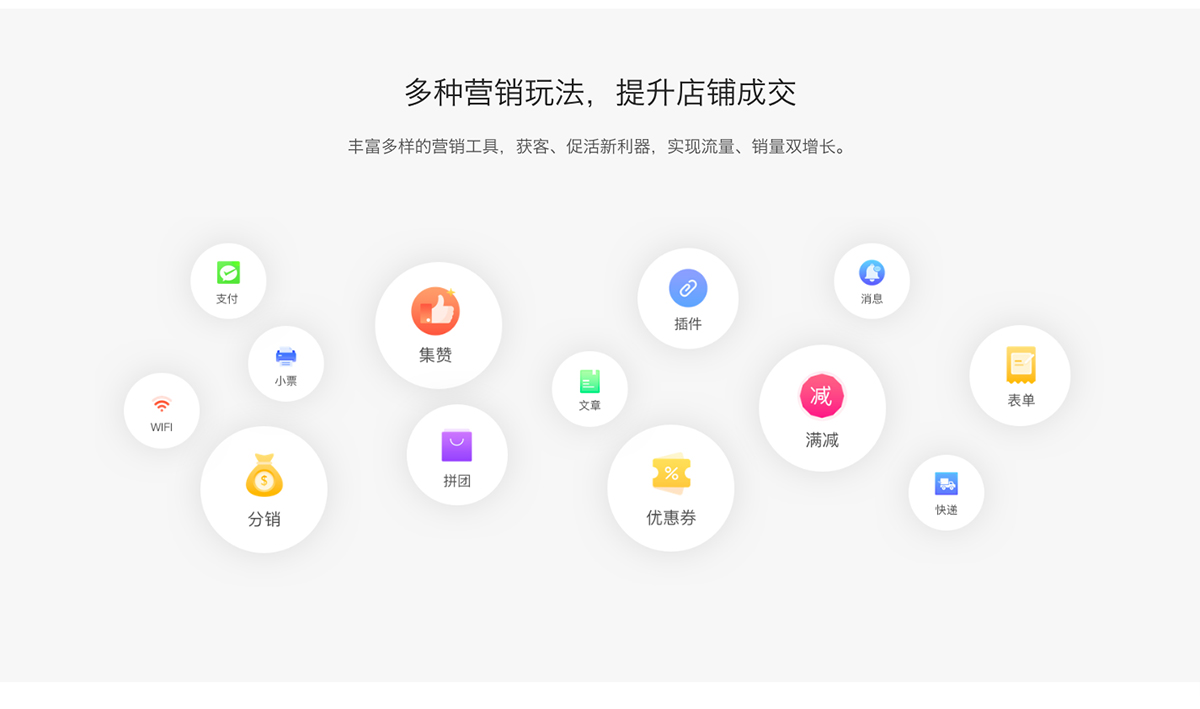 多种营销玩法，提升店铺成交
丰富多样的营销工具，获客、促活新利器，实现流量、销量双增长。
支付
消息
插件
集赞
小票
减
文章
表单
WIFI
满减
$
拼团
%
分销
优惠券
快递